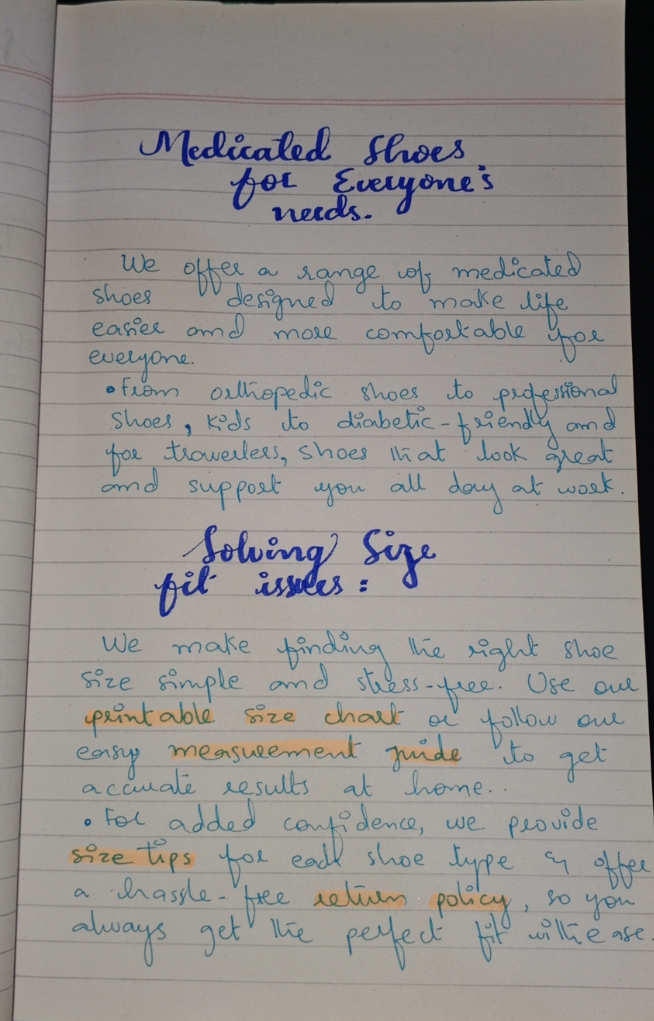 Medicated Shoes
for Everyone's
needs.
We offer a range of medicated
shoes designed to make life
easier and more comfortable for
everyone.
• From orthopedic shoes to professional
shoes, kids to diabetic-friendly and
for travellers, shoes that look great
and support you all day at work.
Solving Size
fit issues :
We make finding the right shoe
size simple and stress-free. Use our
printable size chart or follow our
easy measurement guide to get
accurate results at home..
• For added confidence, we provide
size tips for each shoe type & offer
a hassle-free return policy, so you
always get the perfect fit with ease.